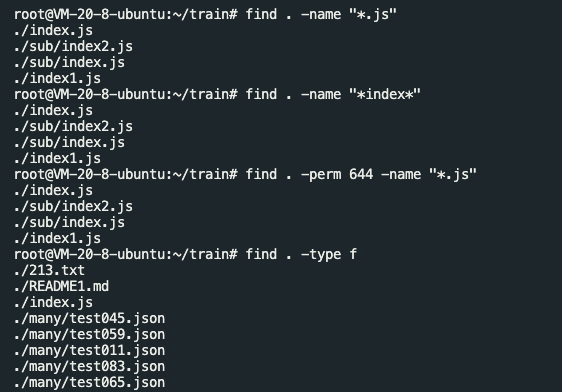 root@VM-20-8-ubuntu:~/train# find . -name "*.js"
./index.js
./sub/index2.js
./sub/index.js
./index1.js
root@VM-20-8-ubuntu:~/train# find . -name "*index*"
./index.js
./sub/index2.js
./sub/index.js
./index1.js
root@VM-20-8-ubuntu:~/train# find . -perm 644 -name "*.js"
./index.js
./sub/index2.js
./sub/index.js
./index1.js
root@VM-20-8-ubuntu:~/train# find . -type f
./213.txt
./README1.md
./index.js
./many/test045.json
./many/test059.json
./many/test011.json
./many/test083.json
./many/test065.json